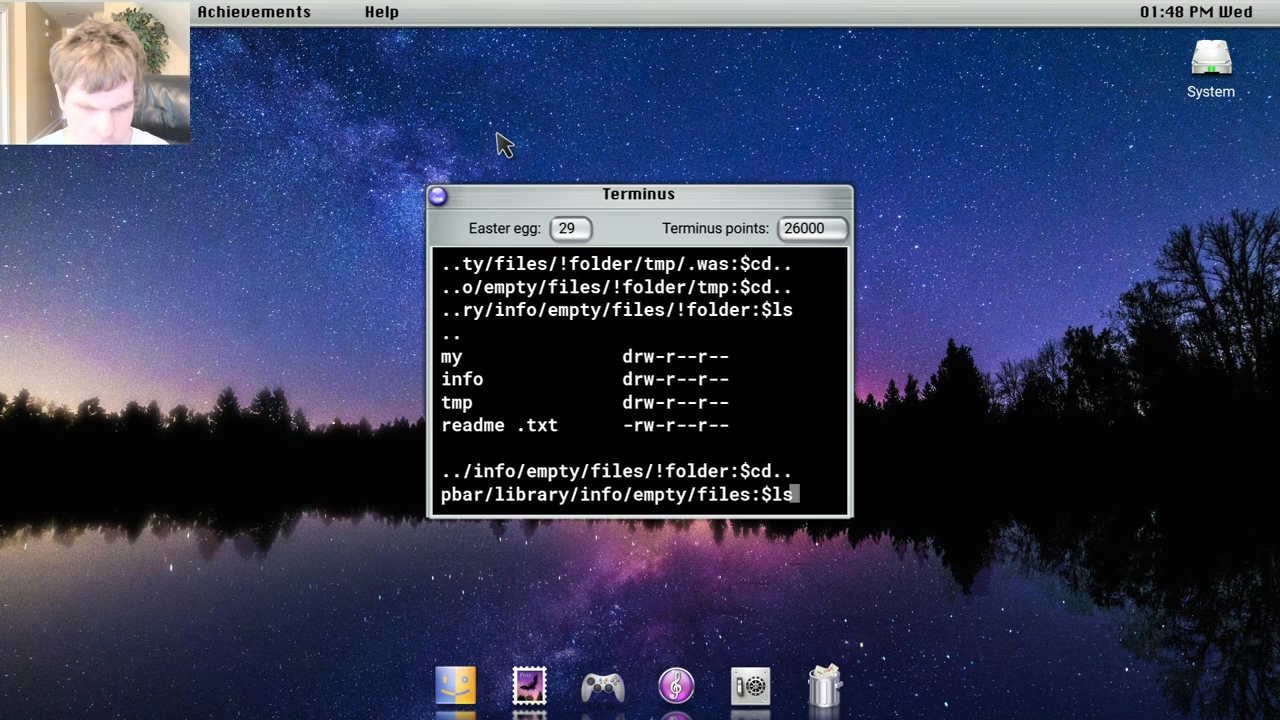 Achievements Help 01:48 PM Wed
System
Terminus
Easter egg: 29 Terminus points: 26000
..ty/files/!folder/tmp/.was:$cd..
..o/empty/files/!folder/tmp:$cd..
..ry/info/empty/files/!folder:$ls
..
my drw-r--r--
info drw-r--r--
tmp drw-r--r--
readme .txt -rw-r--r--
../info/empty/files/!folder:$cd..
pbar/library/info/empty/files:$ls